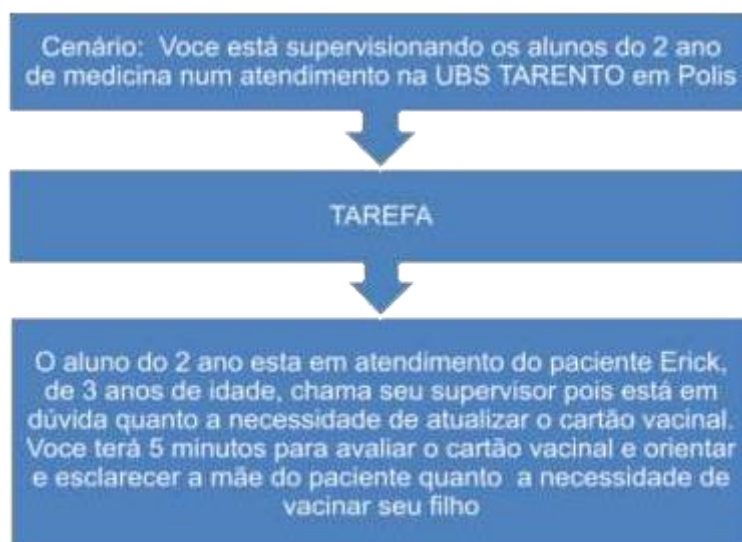 Cenário: Voce está supervisionando os alunos do 2 ano
de medicina num atendimento na UBS TARENTO em Polis
TAREFA
O aluno do 2 ano esta em atendimento do paciente Erick,
de 3 anos de idade, chama seu supervisor pois está em
dúvida quanto a necessidade de atualizar o cartão vacinal.
Voce terá 5 minutos para avaliar o cartão vacinal e orientar
e esclarecer a mãe do paciente quanto a necessidade de
vacinar seu filho